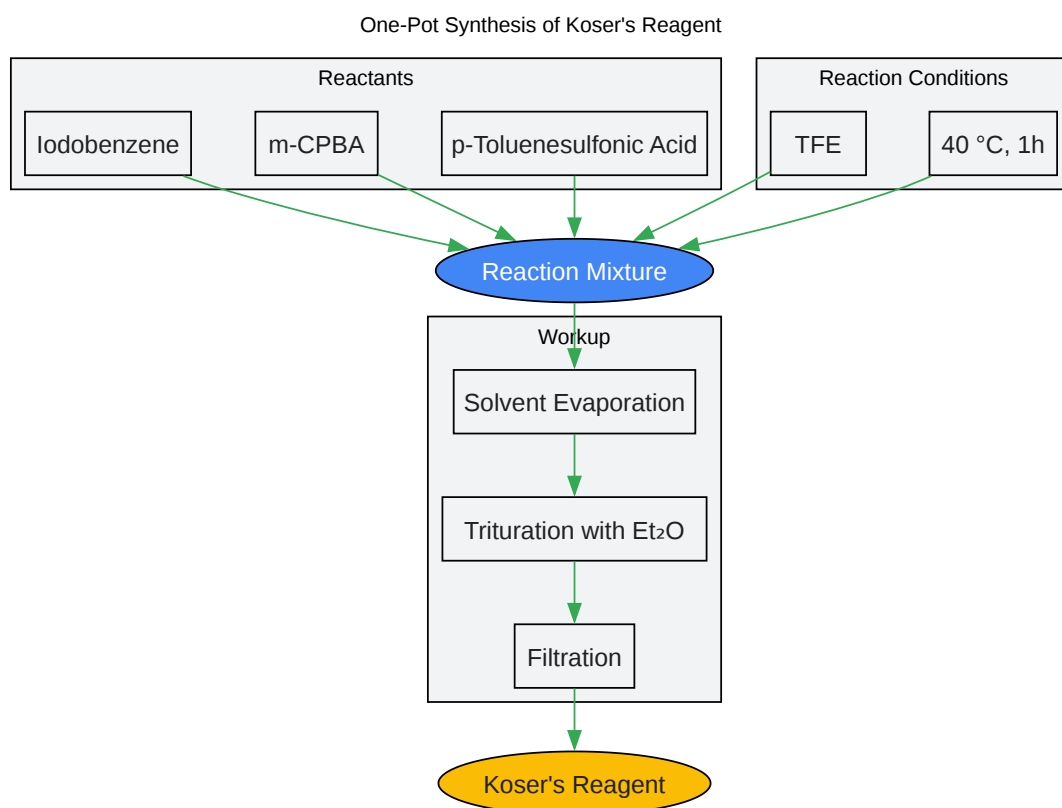 One-Pot Synthesis of Koser's Reagent
Reactants
Reaction Conditions
Iodobenzene
m-CPBA
p-Toluenesulfonic Acid
TFE
40 °C, 1h
Reaction Mixture
Workup
Solvent Evaporation
Trituration with Et₂O
Filtration
Koser's Reagent